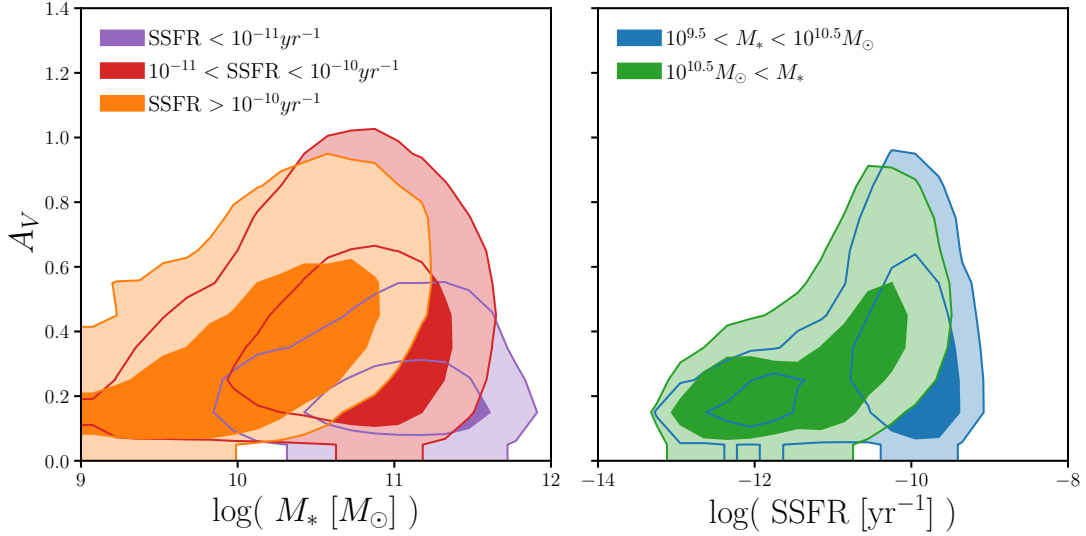 1.4
1.2
1.0
0.8
0.6
0.4
0.2
0.0
A_V
SSFR < 10^{-11}yr^{-1}
10^{-11} < SSFR < 10^{-10}yr^{-1}
SSFR > 10^{-10}yr^{-1}
9 10 11 12
log( M_* [M_⊙] )
10^{9.5} < M_* < 10^{10.5}M_⊙
10^{10.5}M_⊙ < M_*
−14 −12 −10 −8
log( SSFR [yr^{-1}] )